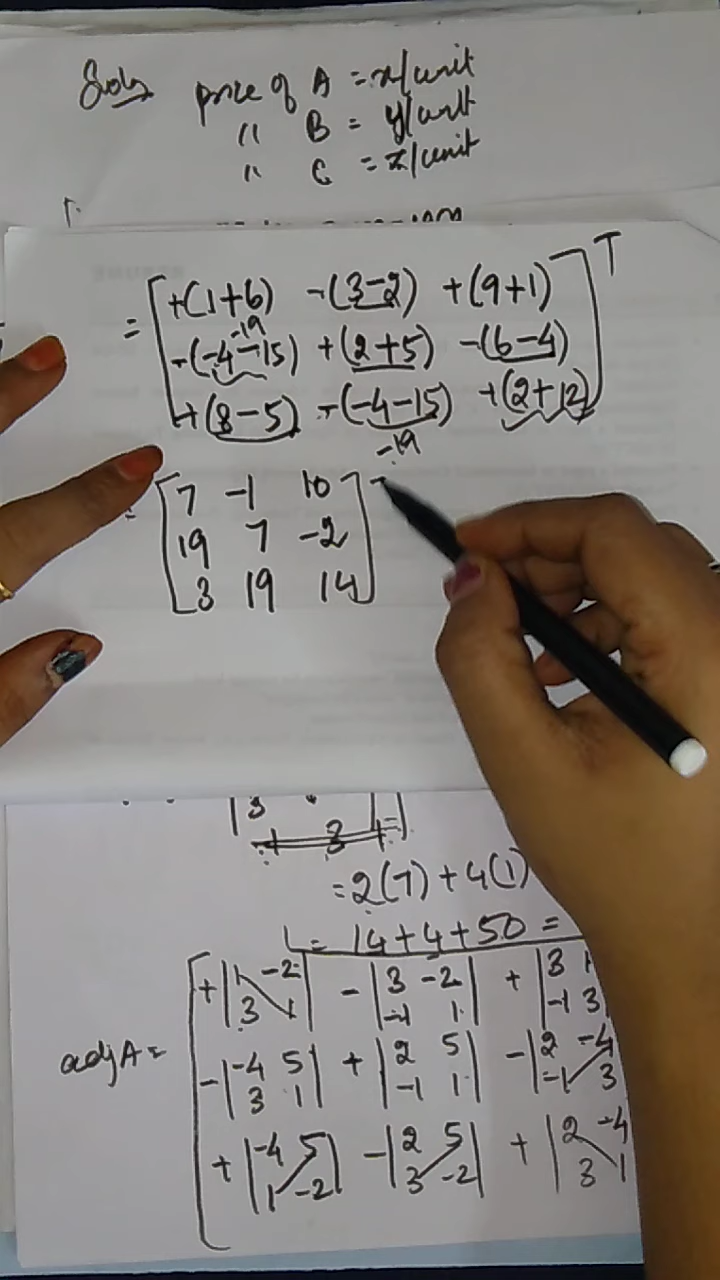 Soln price of A = x/unit
" B = y/unit
" C = z/unit
= [ +(1+6) -(3-2) +(9+1) ] T
-19
-(-4-15) +(2+5) -(6-4)
+(8-5) -(-4-15) +(2+12)
-19
= [ 7 -1 10 ]
19 7 -2
3 19 14
3
-1 3 1
= 2(7) + 4(1)
= 14+4+50 =
adj A = [ +|1 -2| -|3 -2| +|3 1
3 1 -1 1 -1 3
-|-4 5| +|2 5| -|2 -4
3 1 -1 1 -1 3
+|-4 5| -|2 5| +|2 -4
1 -2 3 -2 3 1